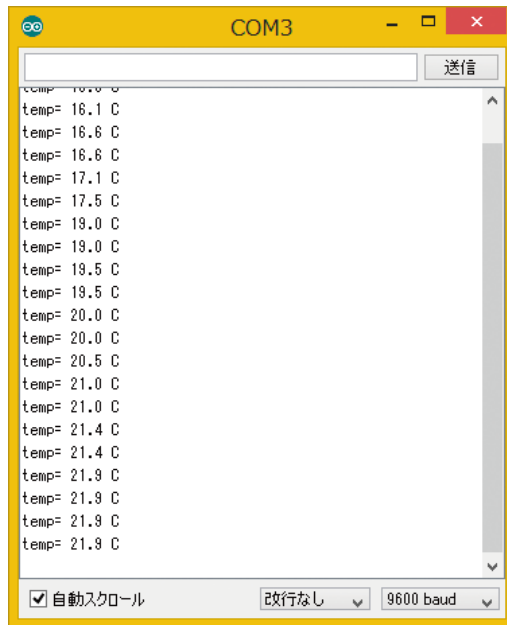 COM3
送信
temp= 16.1 C
temp= 16.6 C
temp= 16.6 C
temp= 17.1 C
temp= 17.5 C
temp= 19.0 C
temp= 19.0 C
temp= 19.5 C
temp= 19.5 C
temp= 20.0 C
temp= 20.0 C
temp= 20.5 C
temp= 21.0 C
temp= 21.0 C
temp= 21.4 C
temp= 21.4 C
temp= 21.9 C
temp= 21.9 C
temp= 21.9 C
temp= 21.9 C
自動スクロール 改行なし 9600 baud